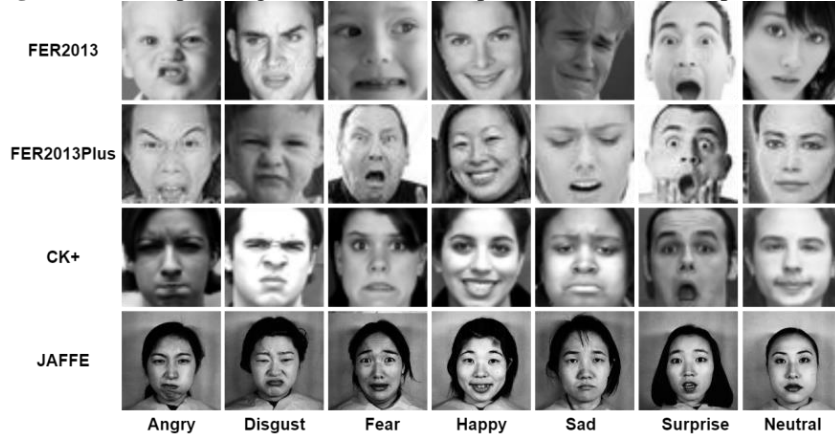 FER2013
FER2013Plus
CK+
JAFFE
Angry Disgust Fear Happy Sad Surprise Neutral